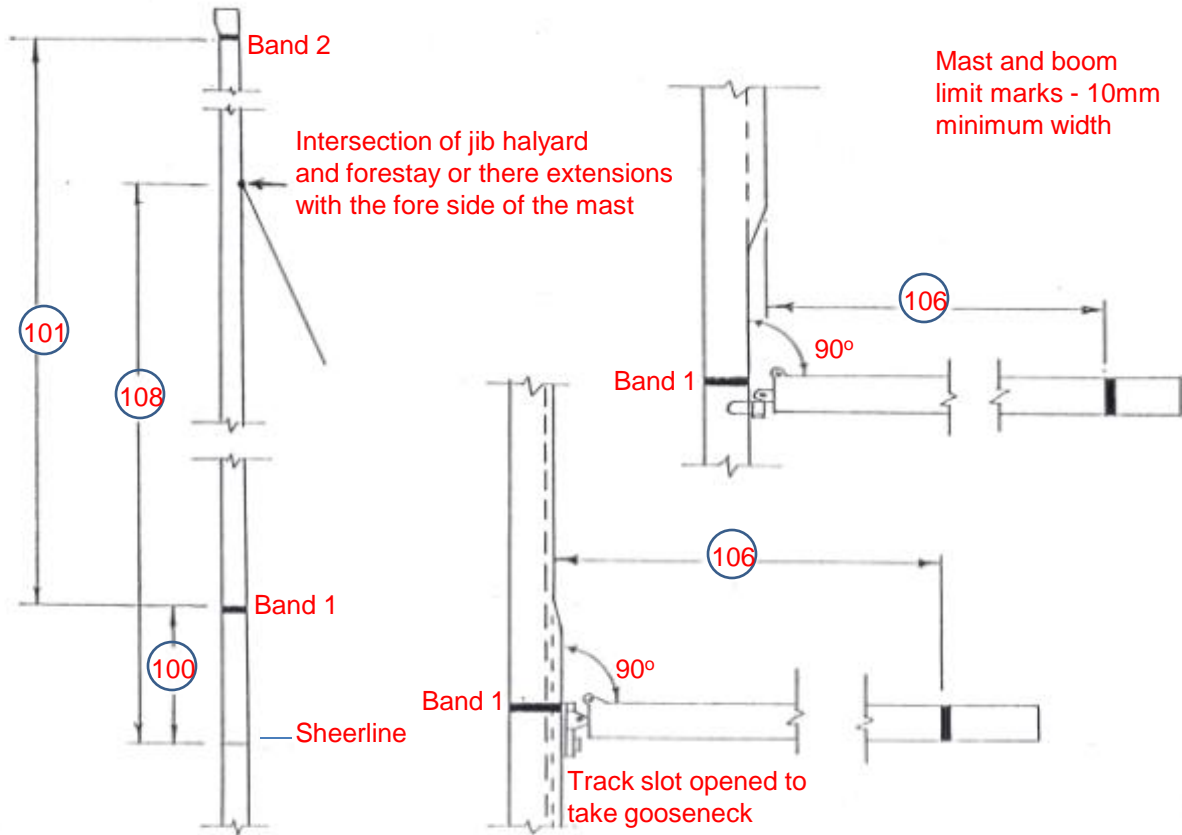 Band 2
Mast and boom
limit marks - 10mm
minimum width
Intersection of jib halyard
and forestay or there extensions
with the fore side of the mast
106
101
90º
Band 1
108
106
Band 1
100
90º
Band 1
Sheerline
Track slot opened to
take gooseneck